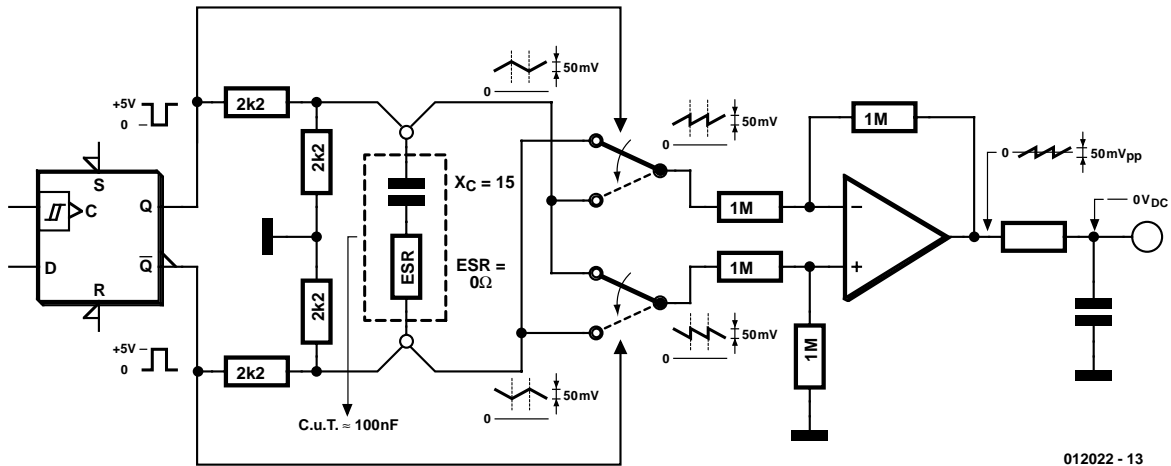 50mV
0
+5V
0
2k2
50mV
0
1M
0
50mVpp
S
2k2
XC = 15
C
Q
1M
0VDC
D
Q
ESR
ESR =
0Ω
1M
R
2k2
50mV
0
1M
+5V
0
2k2
50mV
0
C.u.T. ≈ 100nF
012022 - 13